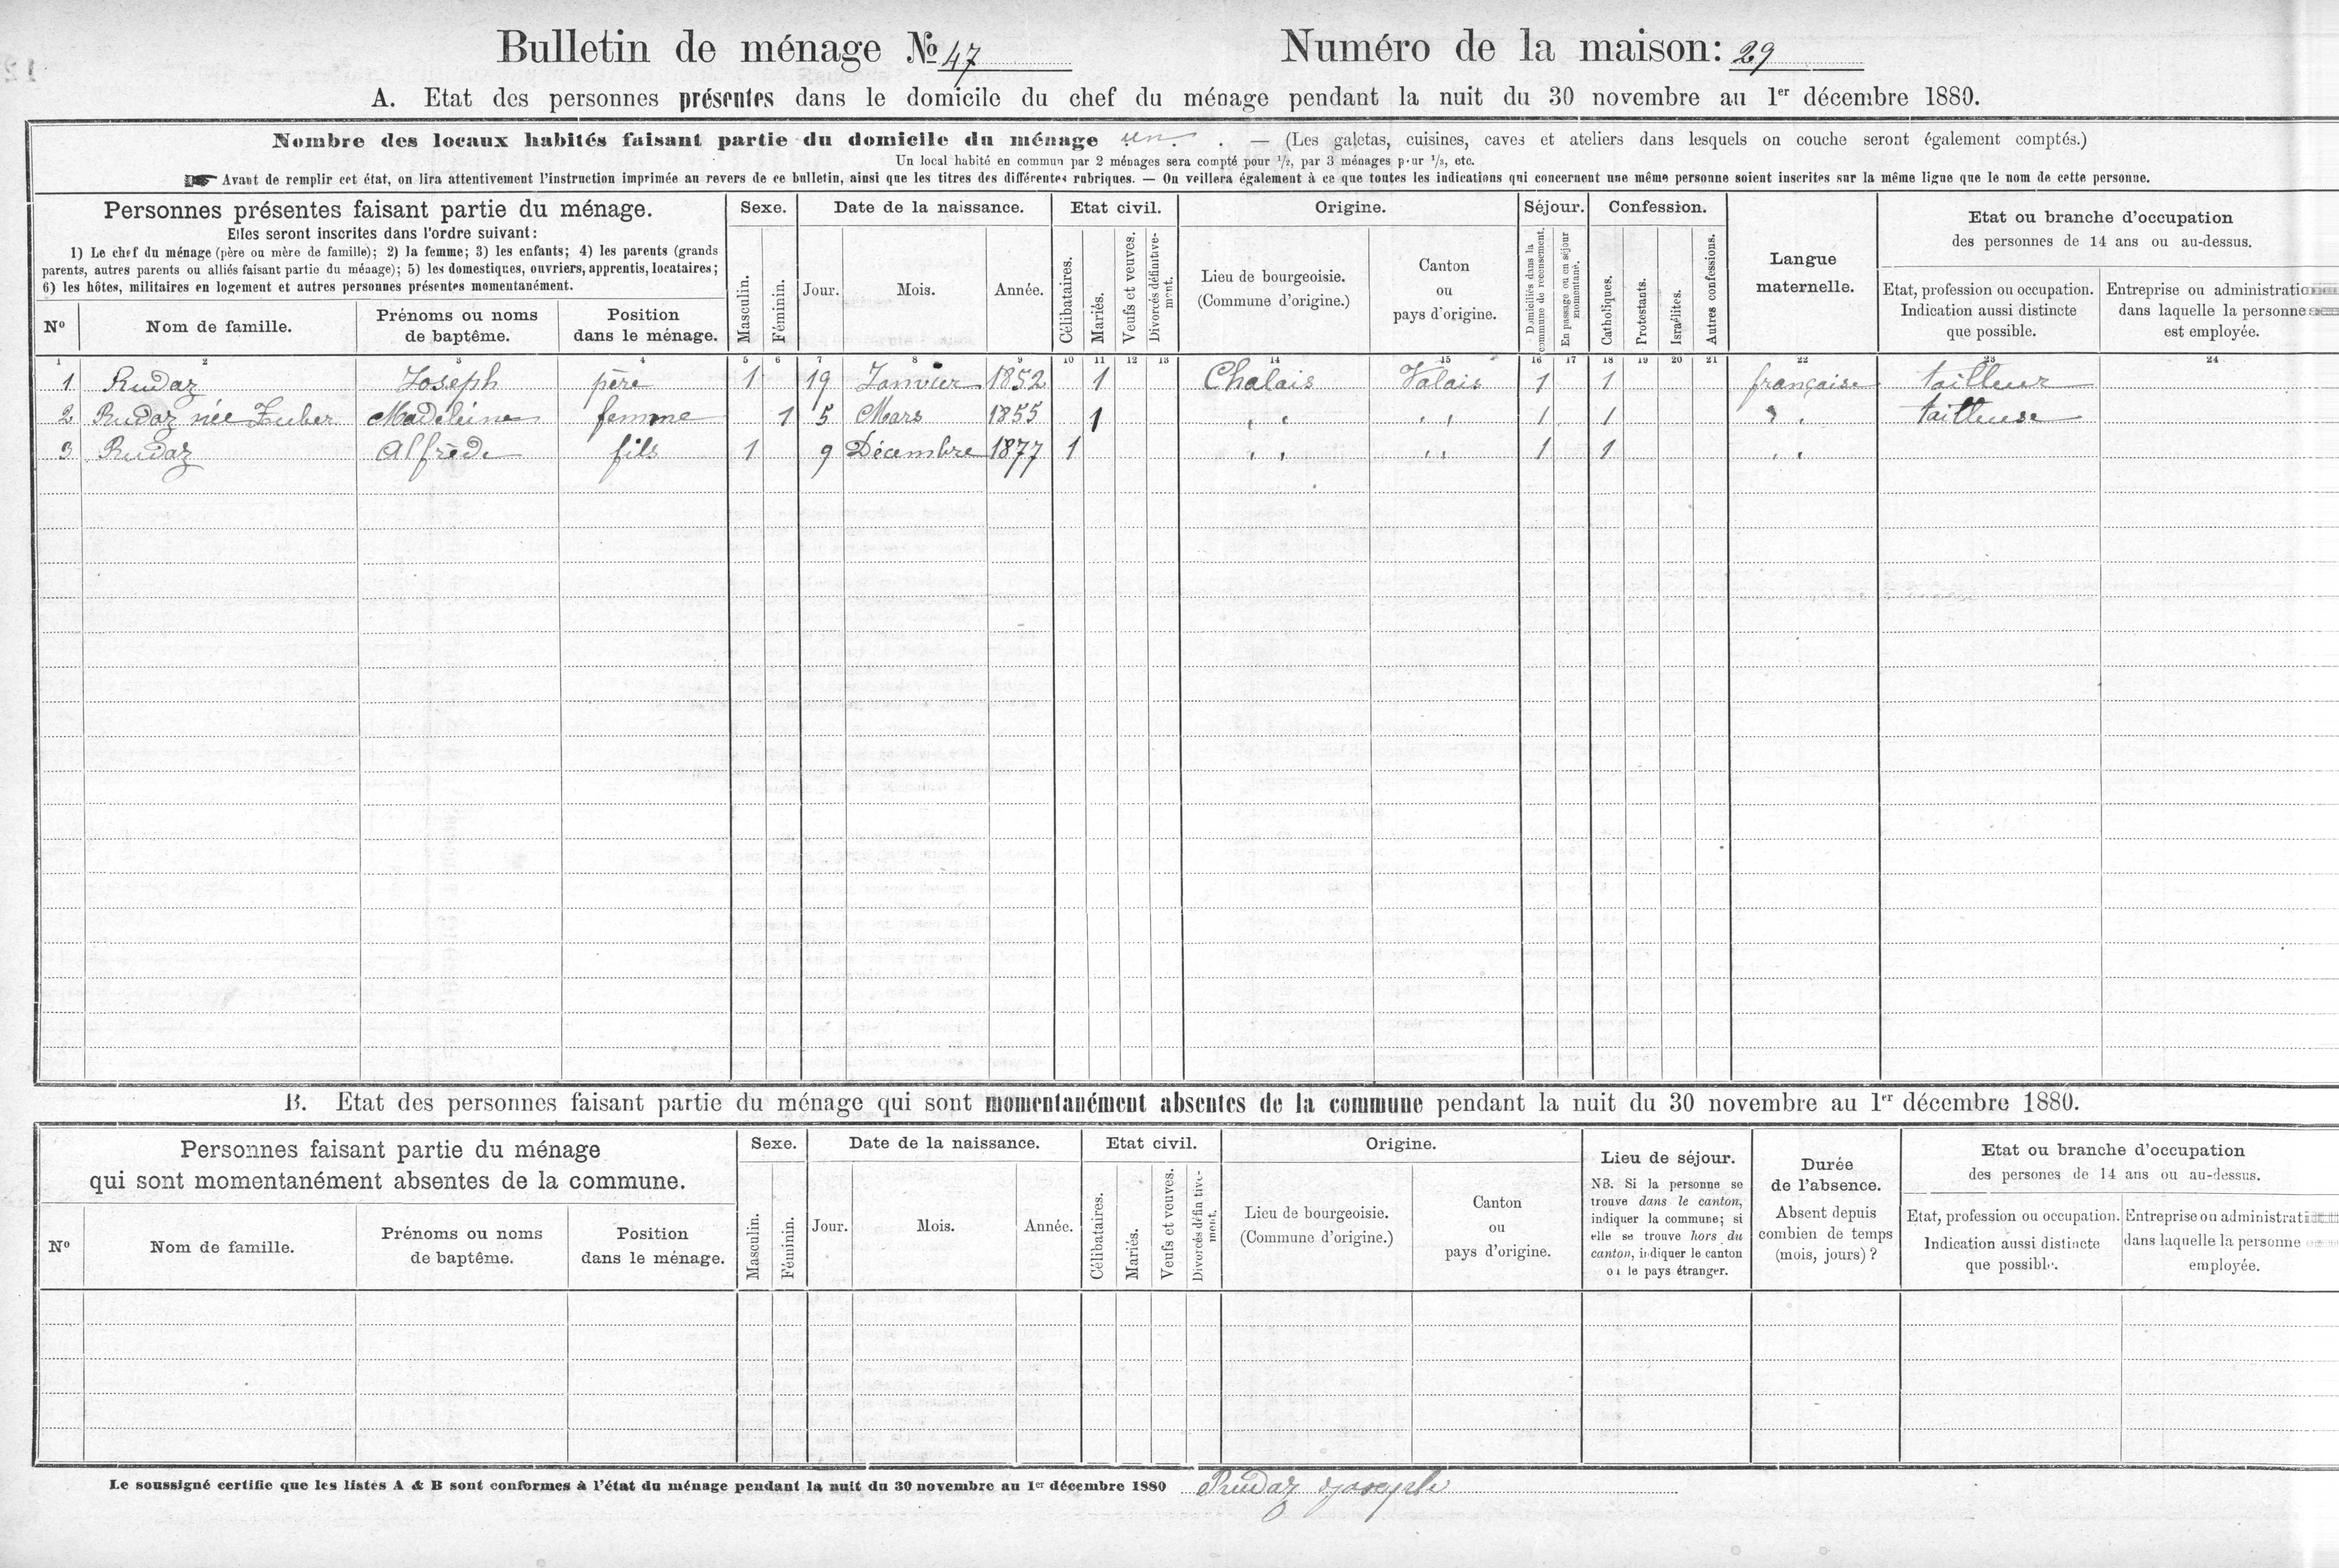 Bulletin de ménage No 47 Numéro de la maison: 29
A. Etat des personnes présentes dans le domicile du chef du ménage pendant la nuit du 30 novembre au 1er décembre 1880.
Nombre des locaux habités faisant partie du domicile du ménage un. . — (Les galetas, cuisines, caves et ateliers dans lesquels on couche seront également comptés.)
Un local habité en commun par 2 ménages sera compté pour 1/2, par 3 ménages pour 1/3, etc.
☞ Avant de remplir cet état, on lira attentivement l'instruction imprimée au revers de ce bulletin, ainsi que les titres des différentes rubriques. — On veillera également à ce que toutes les indications qui concernent une même personne soient inscrites sur la même ligne que le nom de cette personne.
Personnes présentes faisant partie du ménage.
Elles seront inscrites dans l'ordre suivant:
1) Le chef du ménage (père ou mère de famille); 2) la femme; 3) les enfants; 4) les parents (grands
parents, autres parents ou alliés faisant partie du ménage); 5) les domestiques, ouvriers, apprentis, locataires;
6) les hôtes, militaires en logement et autres personnes présentes momentanément.
No
Nom de famille.
Prénoms ou noms
de baptême.
Position
dans le ménage.
Sexe.
Masculin.
Féminin.
Date de la naissance.
Jour.
Mois.
Année.
Etat civil.
Célibataires.
Mariés.
Veufs et veuves.
Divorcés définitive-
ment.
Origine.
Lieu de bourgeoisie.
(Commune d'origine.)
Canton
ou
pays d'origine.
Séjour.
Domiciliés dans la
commune de recensement.
En passage ou en séjour
momentané.
Confession.
Catholiques.
Protestants.
Israélites.
Autres confessions.
Langue
maternelle.
Etat ou branche d'occupation
des personnes de 14 ans ou au-dessus.
Etat, profession ou occupation.
Indication aussi distincte
que possible.
Entreprise ou administration
dans laquelle la personne
est employée.
1 2 3 4 5 6 7 8 9 10 11 12 13 14 15 16 17 18 19 20 21 22 23 24
1 Rudaz Joseph père 1 19 Janvier 1852 1 Chalais Valais 1 1 française tailleur
2 Rudaz née Zuber Madeleine femme 1 5 Mars 1855 1 " " 1 1 " tailleuse
3 Rudaz Alfrède fils 1 9 Décembre 1877 1 " " 1 1 "
B. Etat des personnes faisant partie du ménage qui sont momentanément absentes de la commune pendant la nuit du 30 novembre au 1er décembre 1880.
Personnes faisant partie du ménage
qui sont momentanément absentes de la commune.
No
Nom de famille.
Prénoms ou noms
de baptême.
Position
dans le ménage.
Sexe.
Masculin.
Féminin.
Date de la naissance.
Jour.
Mois.
Année.
Etat civil.
Célibataires.
Mariés.
Veufs et veuves.
Divorcés définitive-
ment.
Origine.
Lieu de bourgeoisie.
(Commune d'origine.)
Canton
ou
pays d'origine.
Lieu de séjour.
NB. Si la personne se
trouve dans le canton,
indiquer la commune; si
elle se trouve hors du
canton, indiquer le canton
ou le pays étranger.
Durée
de l'absence.
Absent depuis
combien de temps
(mois, jours)?
Etat ou branche d'occupation
des persones de 14 ans ou au-dessus.
Etat, profession ou occupation.
Indication aussi distincte
que possible.
Entreprise ou administrati
dans laquelle la personne
employée.
Le soussigné certifie que les listes A & B sont conformes à l'état du ménage pendant la nuit du 30 novembre au 1er décembre 1880 Rudaz Joseph